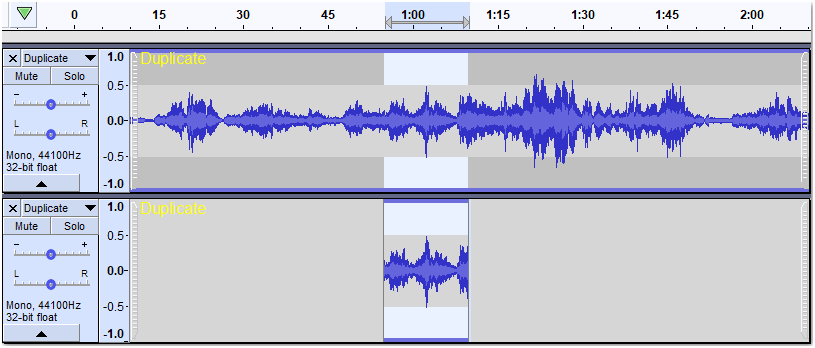 0 15 30 45 1:00 1:15 1:30 1:45 2:00
X Duplicate
Mute Solo
- +
L R
Mono, 44100Hz
32-bit float
1.0
0.5
0.0
-0.5
-1.0
Duplicate
X Duplicate
Mute Solo
- +
L R
Mono, 44100Hz
32-bit float
1.0
0.5
0.0
-0.5
-1.0
Duplicate